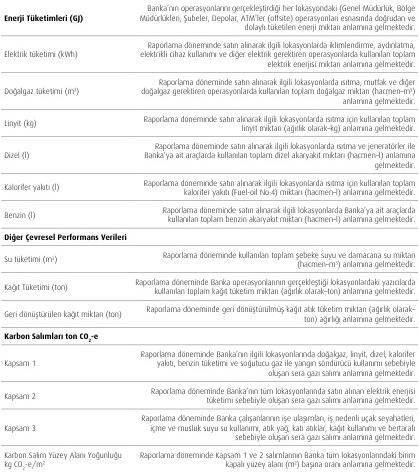 Banka'nın operasyonlarını gerçekleştirdiği her lokasyondaki (Genel Müdürlük, Bölge
Enerji Tüketimleri (GJ) Müdürlükleri, Şubeler, Depolar, ATM'ler (offsite) operasyonları esnasında doğrudan ve
dolaylı tüketilen enerji miktarı anlamına gelmektedir.
Raporlama döneminde satın alınarak ilgili lokasyonlarda iklimlendirme, aydınlatma,
Elektrik tüketimi (kWh) elektrikli cihaz kullanımı ve diğer elektrik gerektiren operasyonlarda kullanılan toplam
elektrik enerjisi miktarı anlamına gelmektedir.
Raporlama döneminde satın alınarak ilgili lokasyonlarda ısıtma, mutfak ve diğer
Doğalgaz tüketimi (m³) doğalgaz gerektiren operasyonlarda kullanılan toplam doğalgaz miktarı (hacmen–m³)
anlamına gelmektedir.
Linyit (kg) Raporlama döneminde satın alınarak ilgili lokasyonlarda ısıtma için kullanılan toplam
linyit miktarı (ağırlık olarak–kg) anlamına gelmektedir.
Raporlama döneminde satın alınarak ilgili lokasyonlarda ısıtma ve jeneratörler ile
Dizel (l) Banka'ya ait araçlarda kullanılan toplam dizel akaryakıt miktarı (hacmen–l) anlamına
gelmektedir.
Kalorifer yakıtı (l) Raporlama döneminde satın alınarak ilgili lokasyonlarda ısıtma için kullanılan toplam
kalorifer yakıtı (Fuel-oil No:4) miktarı (hacmen–l) anlamına gelmektedir.
Benzin (l) Raporlama döneminde satın alınarak ilgili lokasyonlarda Banka'ya ait araçlarda
kullanılan toplam benzin akaryakıt miktarı (hacmen–l) anlamına gelmektedir.
Diğer Çevresel Performans Verileri
Su tüketimi (m³) Raporlama döneminde kullanılan toplam şebeke suyu ve damacana su miktarı
(hacmen–m³) anlamına gelmektedir.
Kağıt Tüketimi (ton) Raporlama döneminde Banka operasyonının gerçekleştiği lokasyonlardaki yazıcılarda
kullanılan toplam kağıt tüketim miktarı (ağırlık olarak–ton) anlamına gelmektedir.
Geri dönüştürülen kağıt miktarı (ton) Raporlama döneminde geri dönüştürülmüş kağıt atık tüketim miktarı (ağırlık olarak–
ton) ağırlığı anlamına gelmektedir.
Karbon Salımları ton CO₂-e
Raporlama döneminde Banka'nın ilgili lokasyonlarında doğalgaz, linyit, dizel, kalorifer
Kapsam 1 yakıtı, benzin tüketimi ve soğutucu gaz ile yangın söndürücü kullanımı sebebiyle
oluşan sera gazı salımı anlamına gelmektedir.
Kapsam 2 Raporlama döneminde Banka'nın tüm lokasyonlarında satın alınan elektrik enerjisi
tüketimi sebebiyle oluşan sera gazı salımı anlamına gelmektedir.
Raporlama döneminde Banka çalışanlarının işe ulaşımları, iş nedenli uçak seyahatleri,
Kapsam 3 içme ve musluk suyu su kullanımı, atık yağ, katı atıklar, kağıt kullanımı ve bertarafı
sebebiyle oluşan sera gazı salımı anlamına gelmektedir.
Karbon Salım Yüzey Alanı Yoğunluğu Raporlama döneminde Kapsam 1 ve 2 salımlarının Banka tüm lokasyonlarındaki birim
kg CO₂-e/m² kapalı yüzey alanı (m²) başına oranı anlamına gelmektedir.